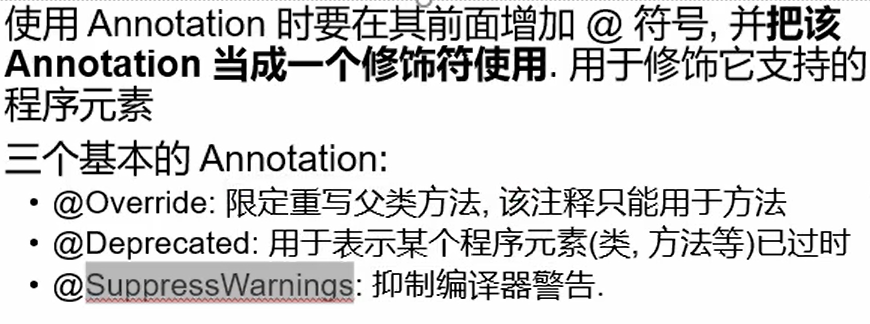 使用 Annotation 时要在其前面增加 @ 符号, 并把该
Annotation 当成一个修饰符使用. 用于修饰它支持的
程序元素
三个基本的 Annotation:
• @Override: 限定重写父类方法, 该注释只能用于方法
• @Deprecated: 用于表示某个程序元素(类, 方法等)已过时
• @SuppressWarnings: 抑制编译器警告.